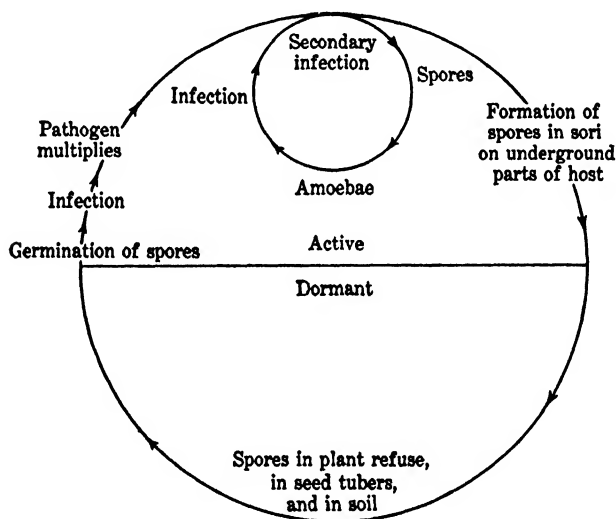 Secondary
infection
Spores
Infection
Amoebae
Formation of
spores in sori
on underground
parts of host
Pathogen
multiplies
Infection
Germination of spores
Active
Dormant
Spores in plant refuse,
in seed tubers,
and in soil